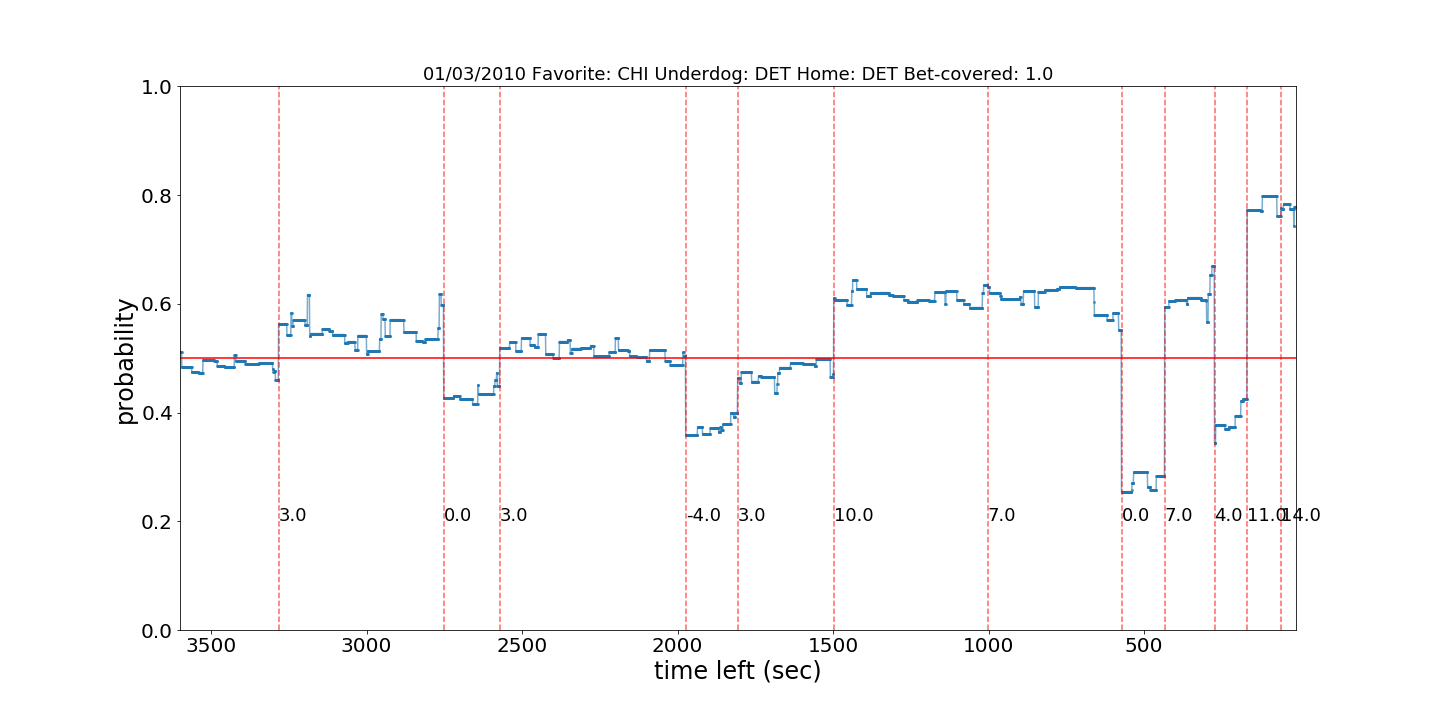 01/03/2010 Favorite: CHI Underdog: DET Home: DET Bet-covered: 1.0
1.0
0.8
0.6
0.4
0.2
0.0
probability
3.0 0.0 3.0 -4.0 3.0 10.0 7.0 0.0 7.0 4.0 11.0 14.0
3500 3000 2500 2000 1500 1000 500
time left (sec)